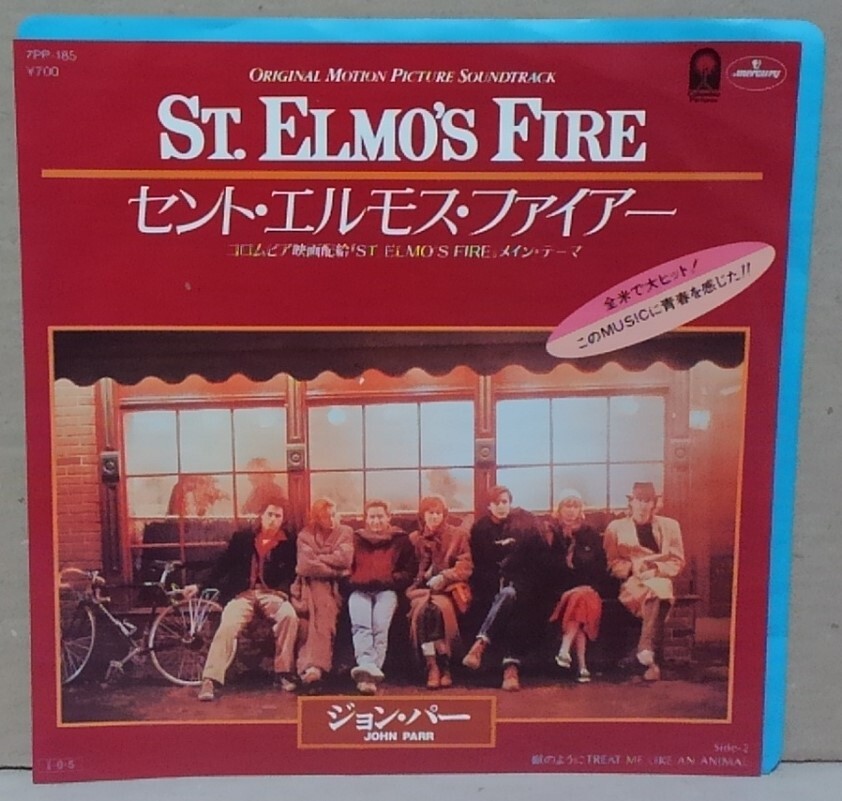 7PP-185
¥700
ORIGINAL MOTION PICTURE SOUNDTRACK
mercury
ST. ELMO'S FIRE
セント・エルモス・ファイアー
コロムビア映画配給「ST. ELMO'S FIRE」メイン・テーマ
全米で大ヒット!
このMUSICに青春を感じた!!
ジョン・パー
JOHN PARR
Side-2
獣のように TREAT ME LIKE AN ANIMAL